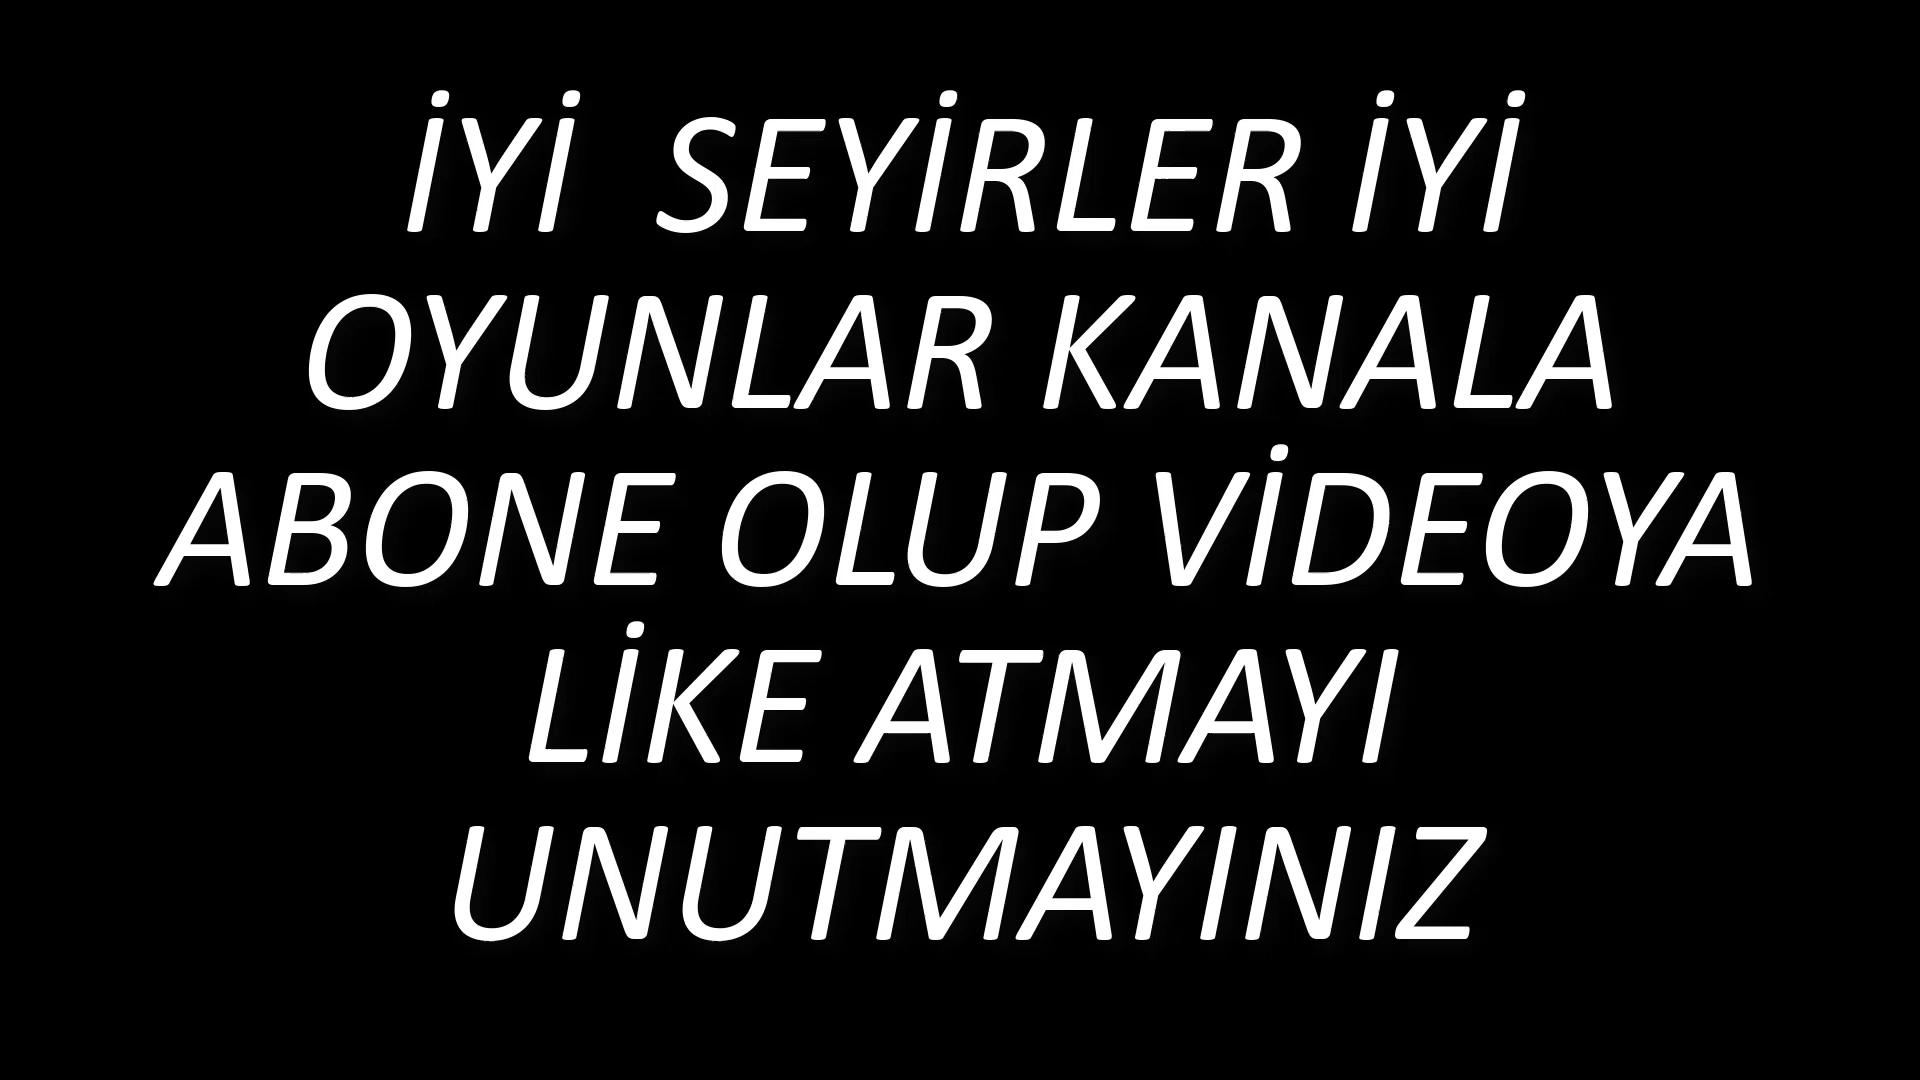 İYİ  SEYİRLER İYİ
OYUNLAR KANALA
ABONE OLUP VİDEOYA
LİKE ATMAYI
UNUTMAYINIZ